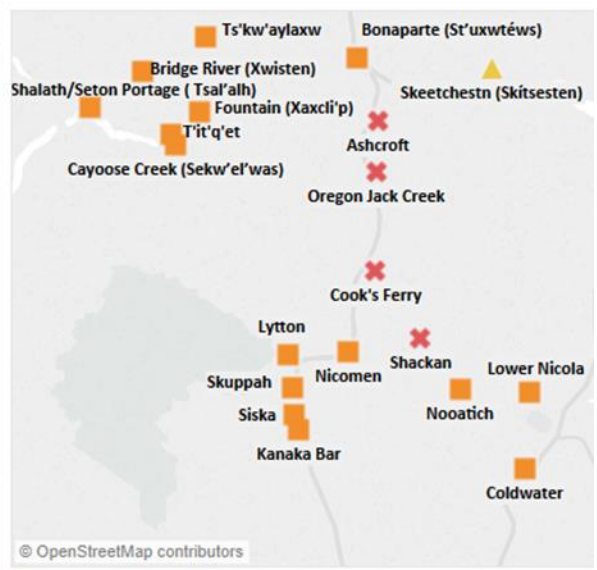 Ts'kw'aylaxw
Bonaparte (St'uxwtéws)
Bridge River (Xwisten)
Skeetchestn (Skítsesten)
Shalath/Seton Portage ( Tsal'alh)
Fountain (Xaxcli'p)
T'it'q'et
Ashcroft
Cayoose Creek (Sekw'el'was)
Oregon Jack Creek
Cook's Ferry
Lytton
Nicomen
Shackan
Lower Nicola
Skuppah
Nooatich
Siska
Kanaka Bar
Coldwater
© OpenStreetMap contributors